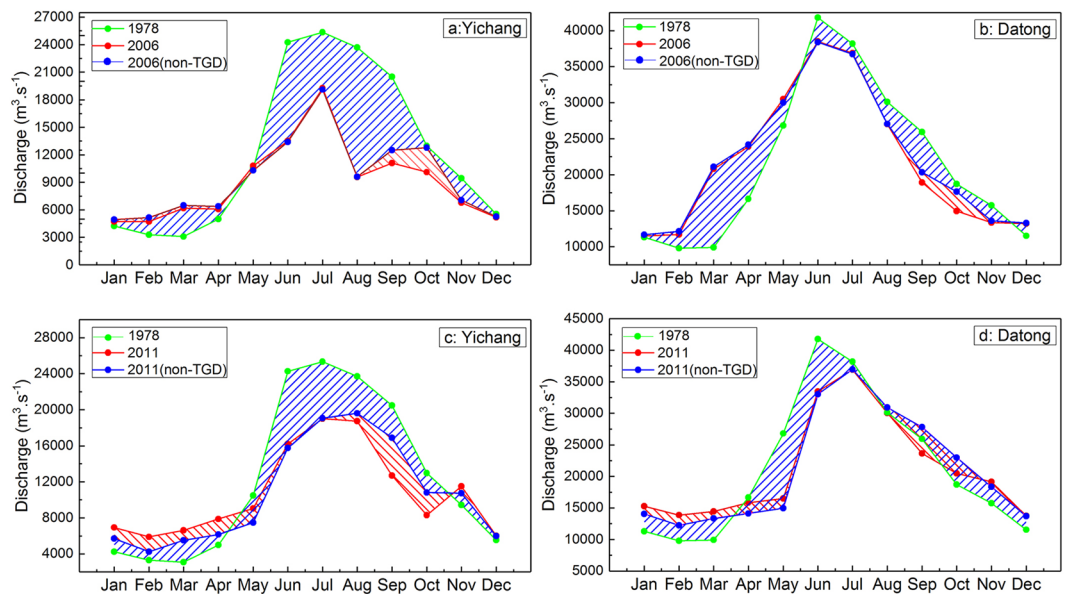 27000
24000
21000
18000
15000
12000
9000
6000
3000
0
Discharge (m³.s⁻¹)
1978
2006
2006(non-TGD)
a:Yichang
Jan Feb Mar Apr May Jun Jul Aug Sep Oct Nov Dec
40000
35000
30000
25000
20000
15000
10000
Discharge (m³.s⁻¹)
1978
2006
2006(non-TGD)
b: Datong
Jan Feb Mar Apr May Jun Jul Aug Sep Oct Nov Dec
28000
24000
20000
16000
12000
8000
4000
Discharge (m³.s⁻¹)
1978
2011
2011(non-TGD)
c: Yichang
Jan Feb Mar Apr May Jun Jul Aug Sep Oct Nov Dec
45000
40000
35000
30000
25000
20000
15000
10000
5000
Discharge (m³.s⁻¹)
1978
2011
2011(non-TGD)
d: Datong
Jan Feb Mar Apr May Jun Jul Aug Sep Oct Nov Dec